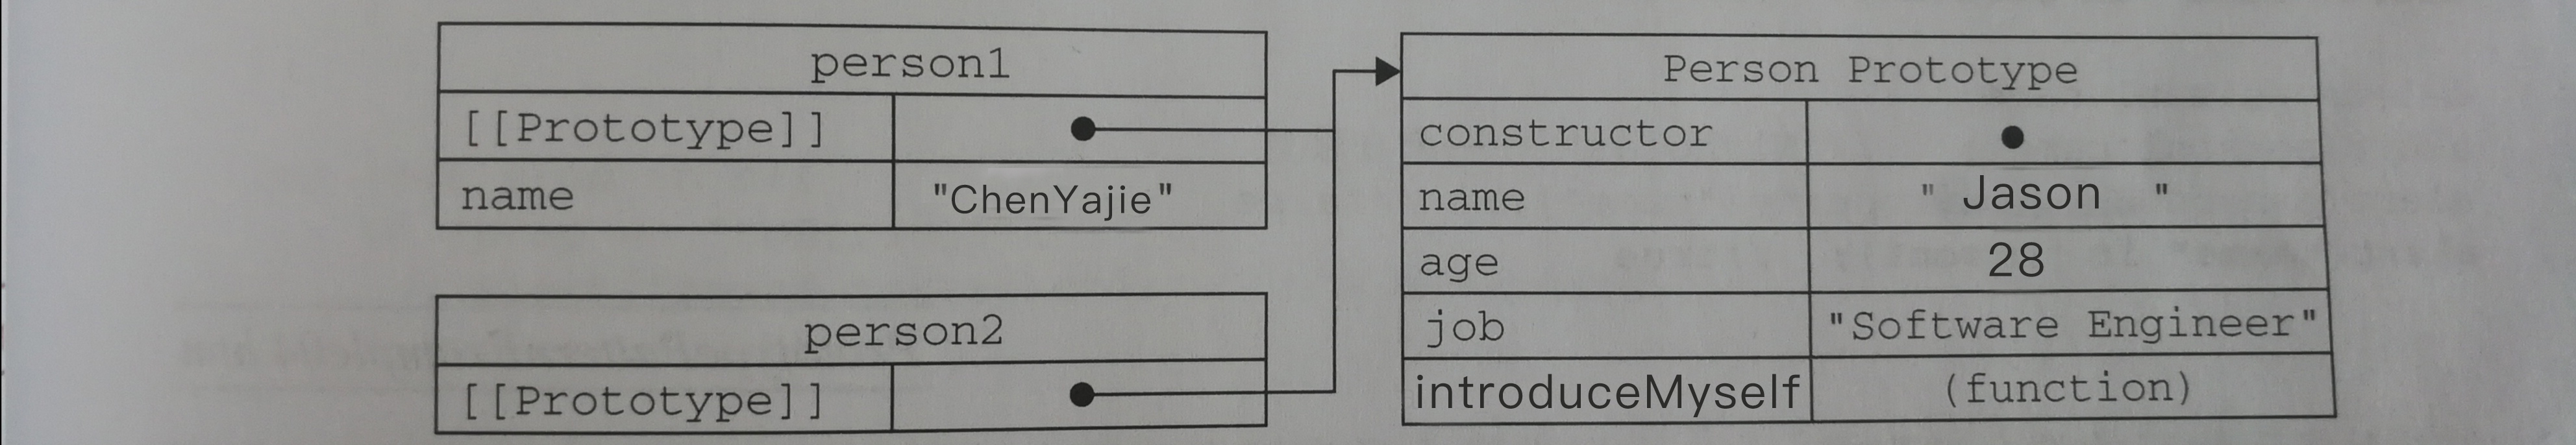 person1
[[Prototype]]
name "ChenYajie"
person2
[[Prototype]]
Person Prototype
constructor
name " Jason "
age 28
job "Software Engineer"
introduceMyself (function)